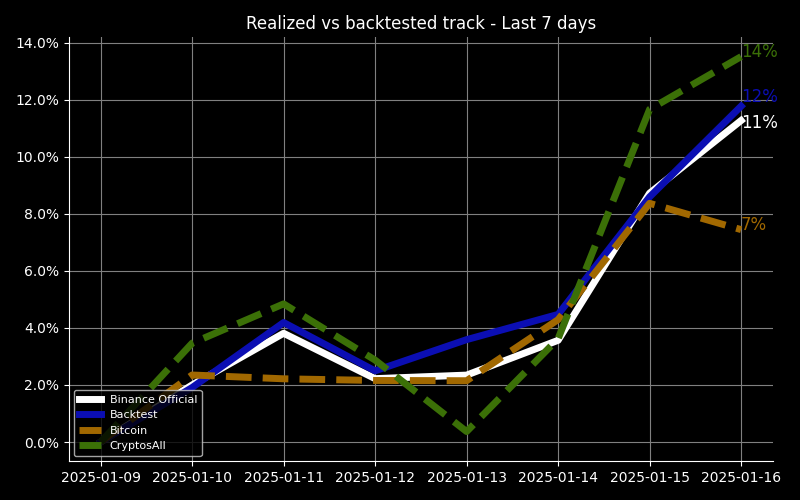 Realized vs backtested track - Last 7 days
14.0%
12.0%
10.0%
8.0%
6.0%
4.0%
2.0%
0.0%
14%
12%
11%
7%
Binance Official
Backtest
Bitcoin
CryptosAll
2025-01-09 2025-01-10 2025-01-11 2025-01-12 2025-01-13 2025-01-14 2025-01-15 2025-01-16